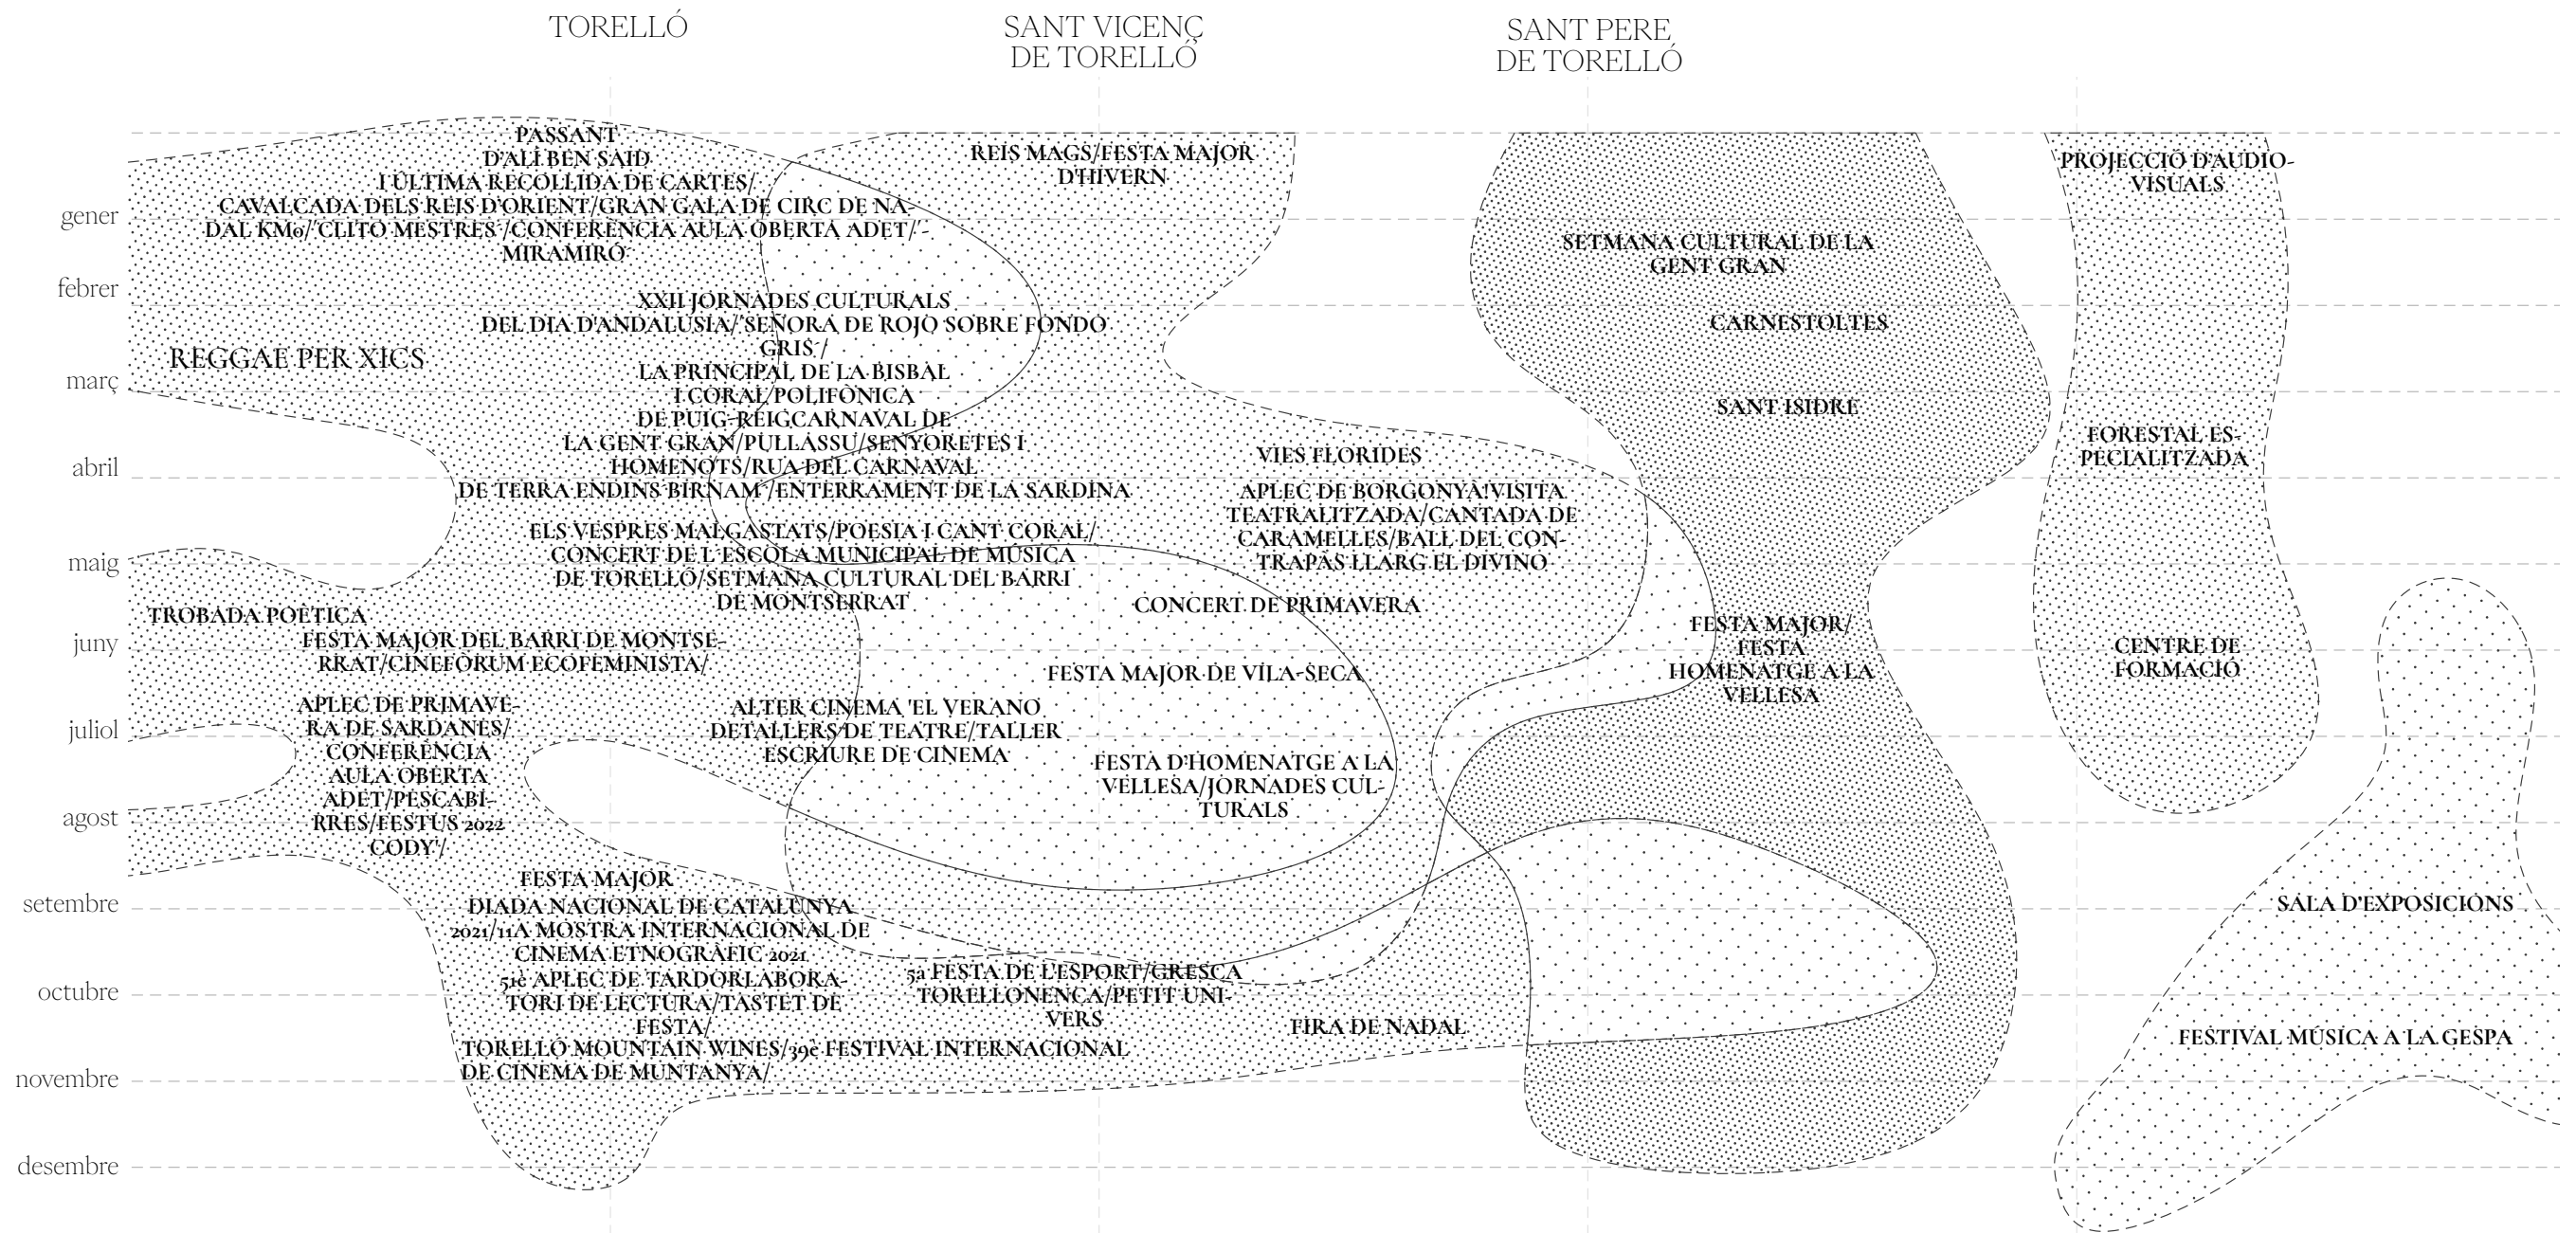 TORELLÓ
SANT VICENÇ
DE TORELLÓ
SANT PERE
DE TORELLÓ
gener
febrer
març
abril
maig
juny
juliol
agost
setembre
octubre
novembre
desembre
PASSANT
D'ALÍ BEN SAID
I ÚLTIMA RECOLLIDA DE CARTES/
CAVALCADA DELS REIS D'ORIENT/GRAN GALA DE CIRC DE NA-
DAL KM0/'CLITO MESTRES'/CONFERÈNCIA AULA OBERTA ADET/'
MIRAMIRÓ'
XXII JORNADES CULTURALS
DEL DIA D'ANDALUSIA/'SEÑORA DE ROJO SOBRE FONDO
GRIS'/
LA PRINCIPAL DE LA BISBAL
I CORAL POLIFÒNICA
DE PUIG-REIGCARNAVAL DE
LA GENT GRAN/PULLASSU/SENYORETES I
HOMENOTS/RUA DEL CARNAVAL
DE TERRA ENDINS'BIRNAM'/ENTERRAMENT DE LA SARDINA
REGGAE PER XICS
ELS VESPRES MALGASTATS/POESIA I CANT CORAL/
CONCERT DE L'ESCOLA MUNICIPAL DE MÚSICA
DE TORELLÓ/SETMANA CULTURAL DEL BARRI
DE MONTSERRAT
TROBADA POÈTICA
FESTA MAJOR DEL BARRI DE MONTSE-
RRAT/CINEFÒRUM ECOFEMINISTA/
APLEC DE PRIMAVE-
RA DE SARDANES/
CONFERÈNCIA
AULA OBERTA
ADET/PESCABI-
RRES/FESTUS 2022
CODY'/
ALTER CINEMA 'EL VERANO
DETALLERS DE TEATRE/TALLER
ESCRIURE DE CINEMA
FESTA MAJOR
DIADA NACIONAL DE CATALUNYA
2021/11A MOSTRA INTERNACIONAL DE
CINEMA ETNOGRÀFIC 2021
51è APLEC DE TARDORLABORA-
TORI DE LECTURA/TASTET DE
FESTA/
TORELLÓ MOUNTAIN WINES/39è FESTIVAL INTERNACIONAL
DE CINEMA DE MUNTANYA/
5a FESTA DE L'ESPORT/GRESCA
TORELLONENCA/PETIT UNI-
VERS
FIRA DE NADAL
REIS MAGS/FESTA MAJOR
D'HIVERN
VIES FLORIDES
APLEC DE BORGONYÀ!VISITA
TEATRALITZADA/CANTADA DE
CARAMELLES/BALL DEL CON-
TRAPÀS LLARG EL DIVINO
CONCERT DE PRIMAVERA
FESTA MAJOR DE VILA-SECA
FESTA D'HOMENATGE A LA
VELLESA/JORNADES CUL-
TURALS
SETMANA CULTURAL DE LA
GENT GRAN
CARNESTOLTES
SANT ISIDRE
FESTA MAJOR/
FESTA
HOMENATGE A LA
VELLESA
PROJECCIÓ D'AUDIO-
VISUALS
FORESTAL ES-
PECIALITZADA
CENTRE DE
FORMACIÓ
SALA D'EXPOSICIONS
FESTIVAL MÚSICA A LA GESPA